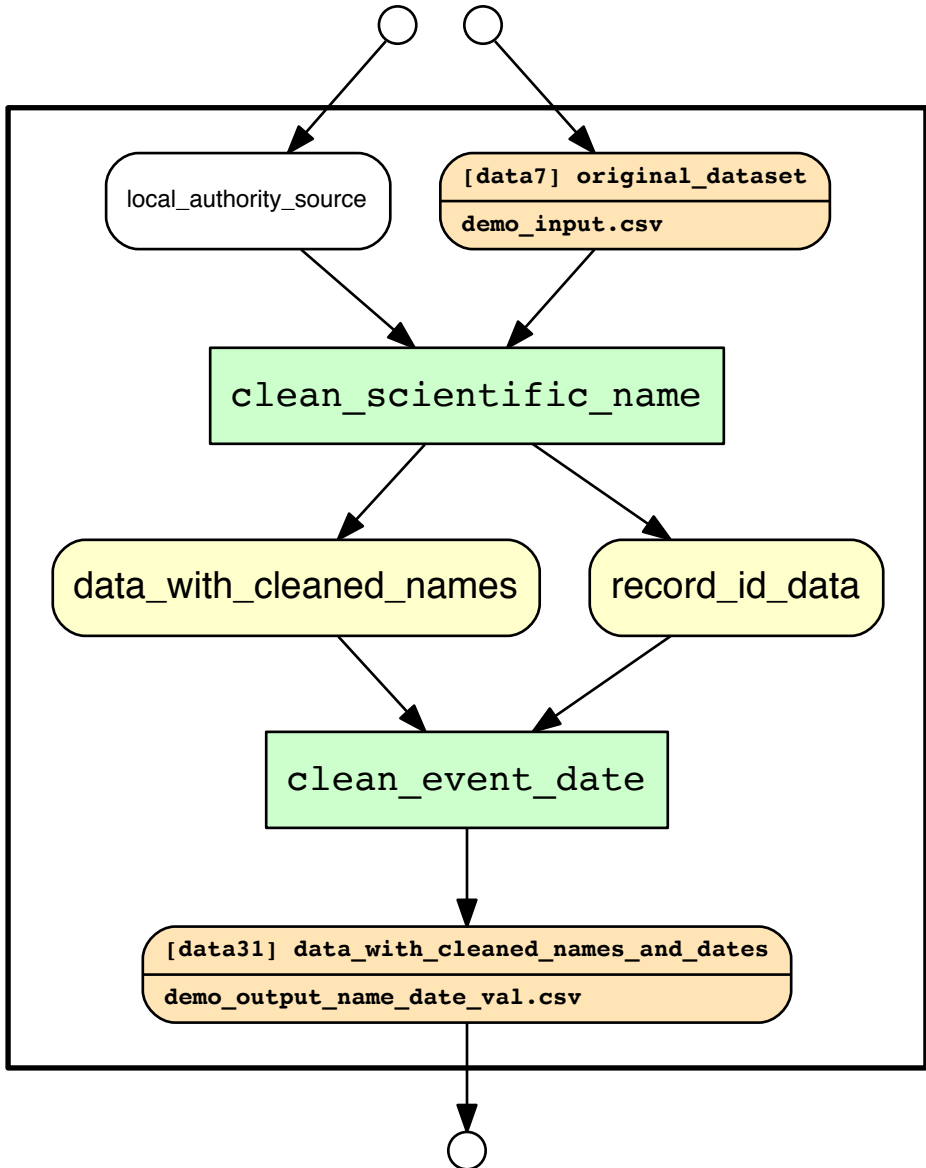 local_authority_source
[data7] original_dataset
demo_input.csv
clean_scientific_name
data_with_cleaned_names
record_id_data
clean_event_date
[data31] data_with_cleaned_names_and_dates
demo_output_name_date_val.csv